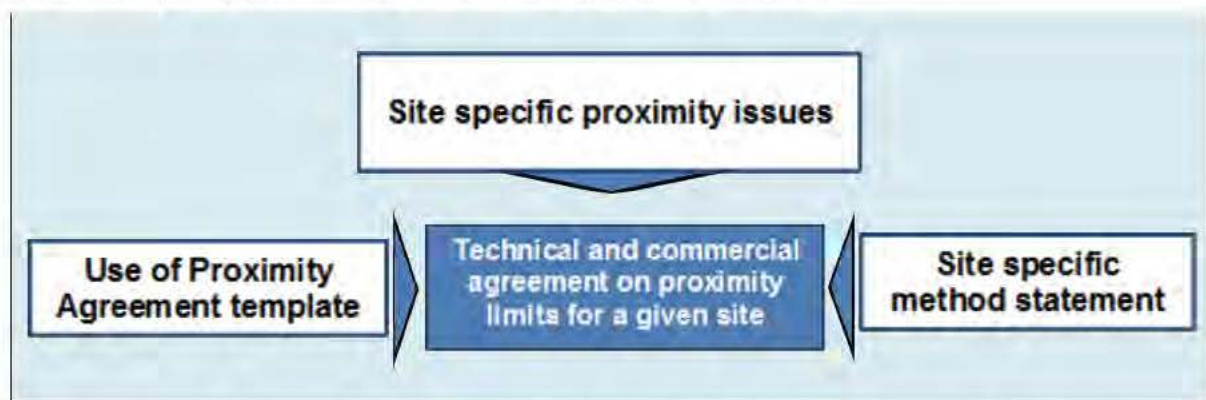 Site specific proximity issues
Use of Proximity
Agreement template
Technical and commercial
agreement on proximity
limits for a given site
Site specific
method statement